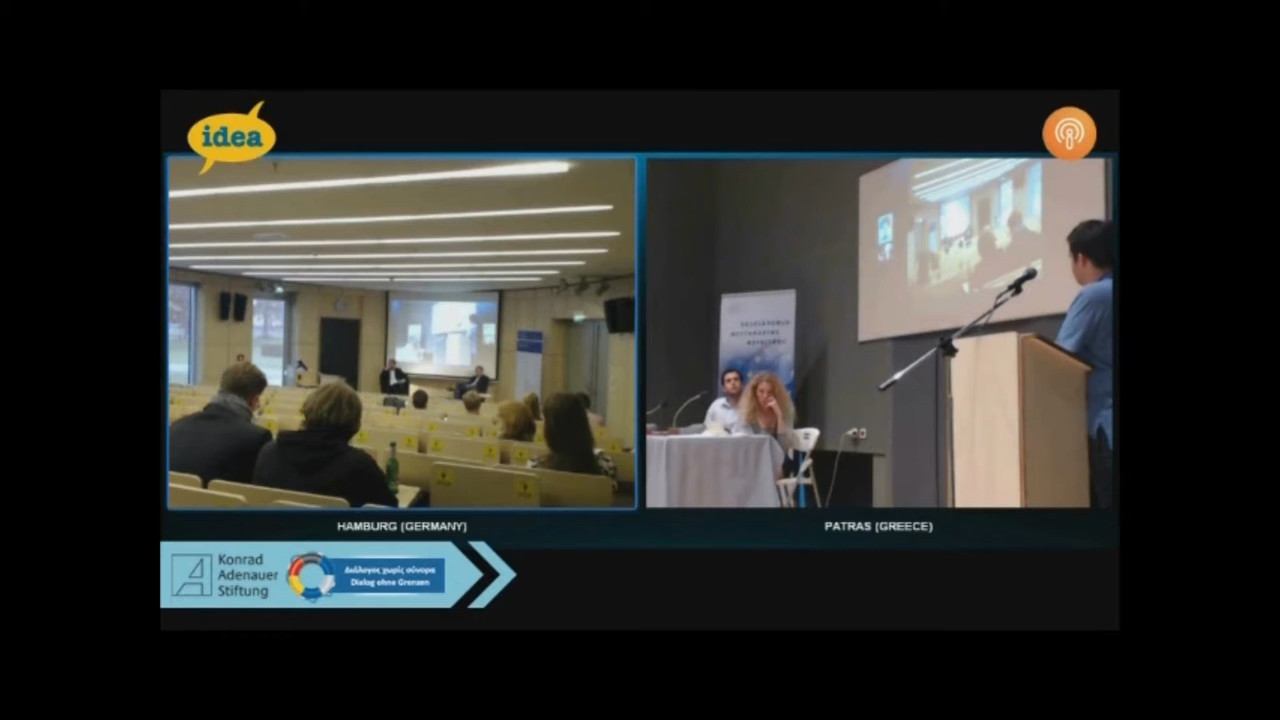 idea
HAMBURG (GERMANY)
PATRAS (GREECE)
Konrad
Adenauer
Stiftung
Διάλογος χωρίς σύνορα
Dialog ohne Grenzen